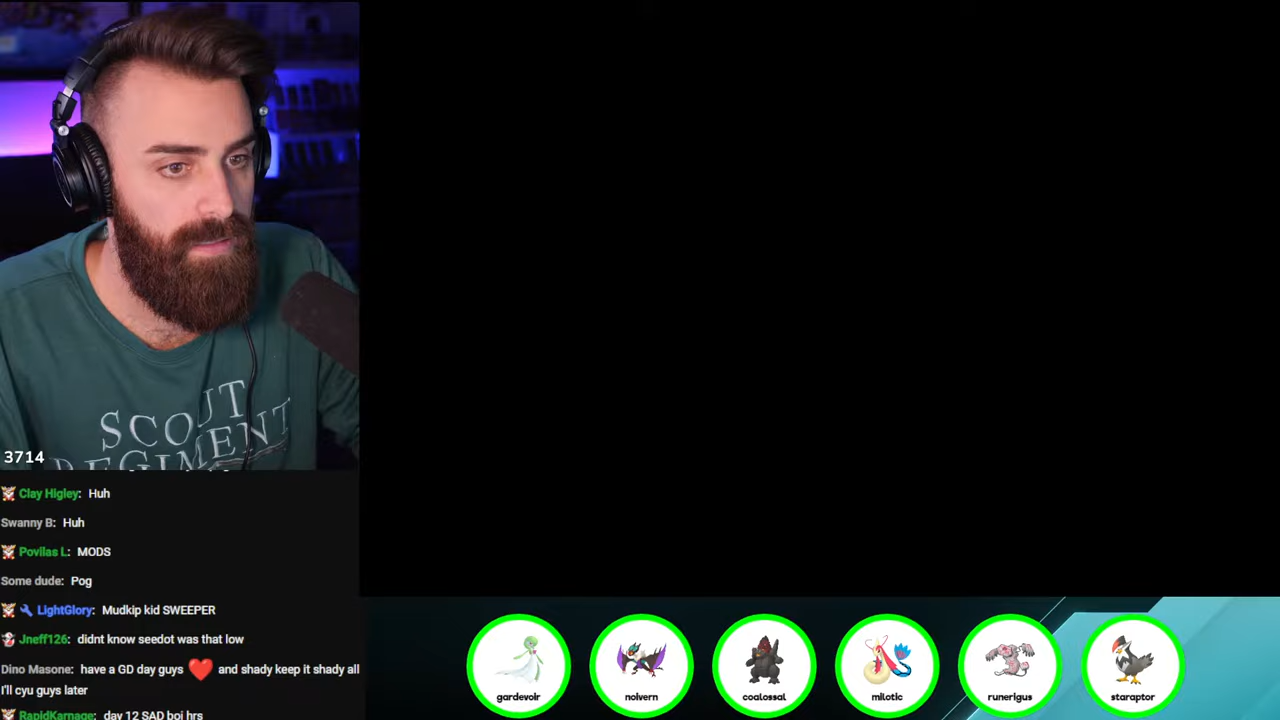 SCOUT
REGIMENT
3714
Clay Higley: Huh
Swanny B: Huh
Povilas L: MODS
Some dude: Pog
LightGlory: Mudkip kid SWEEPER
Jneff126: didnt know seedot was that low
Dino Masone: have a GD day guys ❤️ and shady keep it shady all
I'll cyu guys later
RapidKarnage: day 12 SAD boi hrs
gardevoir
noivern
coalossal
milotic
runerigus
staraptor